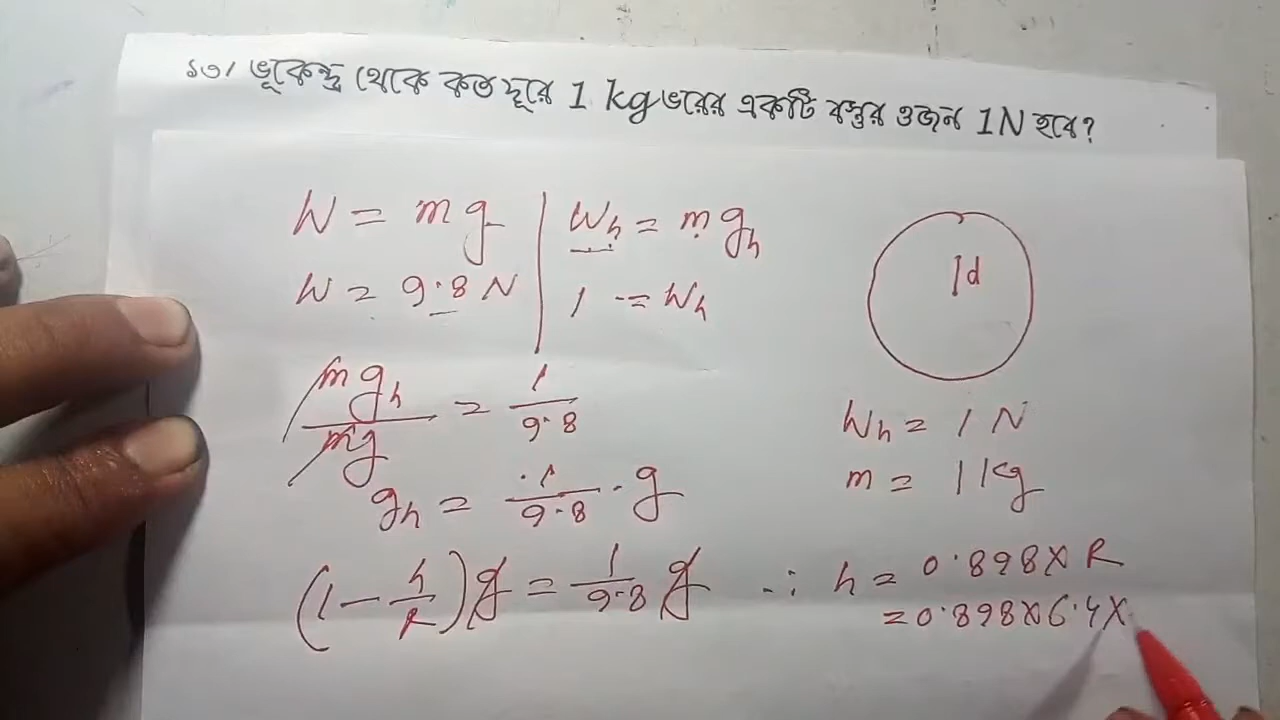 ১৩। ভূকেন্দ্র থেকে কত দূরে 1 kg ভরের একটি বস্তুর ওজন 1N হবে?
W = mg | Wh = mgh
W = 9.8 N | 1 = Wh
d
mgh/mg = 1/9.8
Wh = 1 N
m = 1 kg
gh = 1/9.8 . g
(1 - h/R) g = 1/9.8 g
∴ h = 0.898 × R
= 0.898 × 6.4 ×